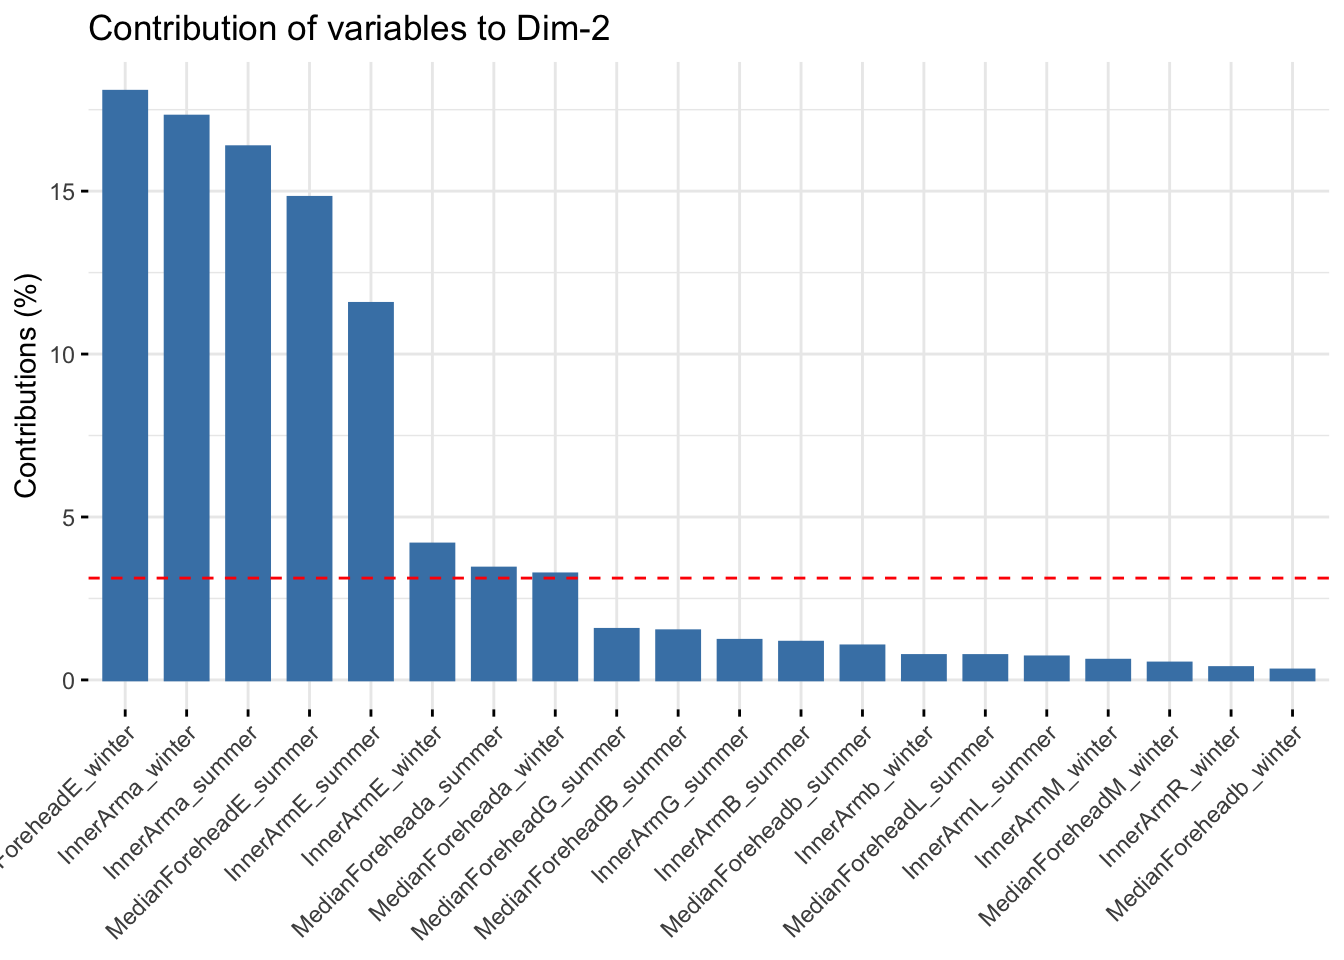 Contribution of variables to Dim-2
Contributions (%)
15
10
5
0
ForeheadE_winter
InnerArma_winter
InnerArma_summer
MedianForeheadE_summer
InnerArmE_summer
InnerArmE_winter
MedianForeheada_summer
MedianForeheada_winter
MedianForeheadG_summer
MedianForeheadB_summer
InnerArmG_summer
InnerArmB_summer
MedianForeheadb_summer
InnerArmb_winter
MedianForeheadL_summer
InnerArmL_summer
InnerArmM_winter
MedianForeheadM_winter
InnerArmR_winter
MedianForeheadb_winter